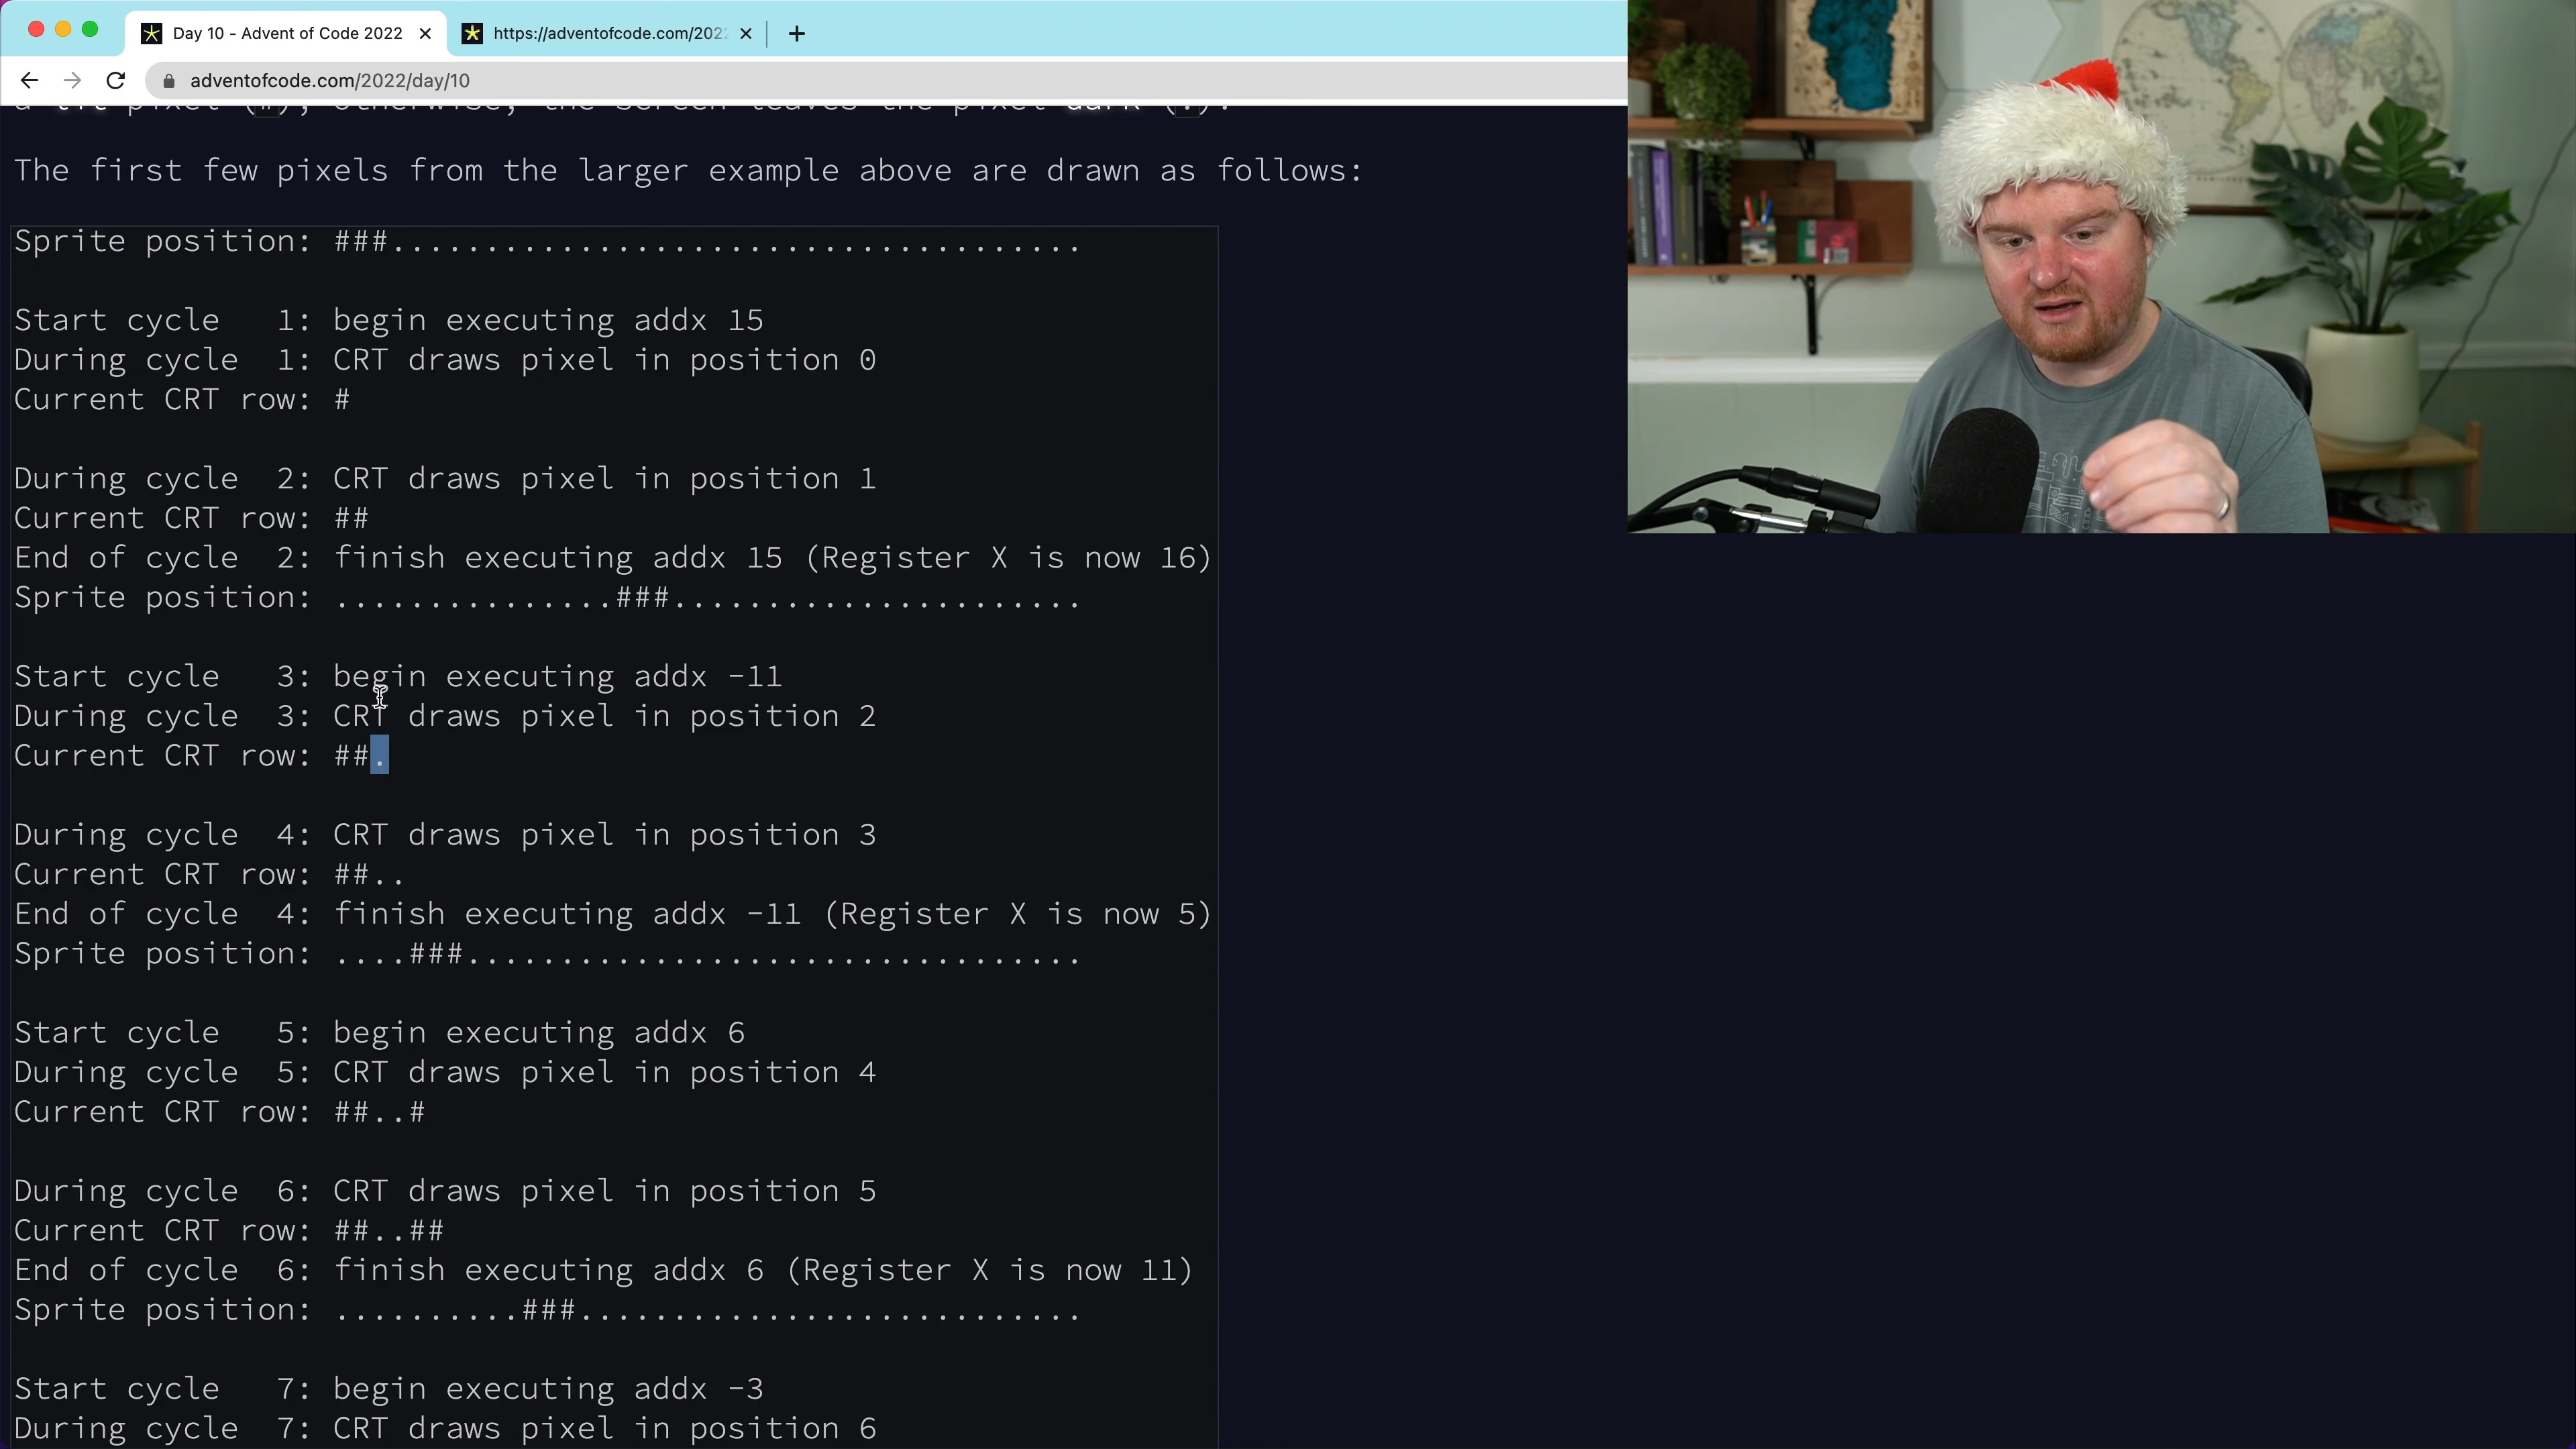 Day 10 - Advent of Code 2022
https://adventofcode.com/202
adventofcode.com/2022/day/10
a lit pixel (#); otherwise, the screen leaves the pixel dark (.).
The first few pixels from the larger example above are drawn as follows:
Sprite position: ###.....................................
Start cycle   1: begin executing addx 15
During cycle  1: CRT draws pixel in position 0
Current CRT row: #
During cycle  2: CRT draws pixel in position 1
Current CRT row: ##
End of cycle  2: finish executing addx 15 (Register X is now 16)
Sprite position: ...............###......................
Start cycle   3: begin executing addx -11
During cycle  3: CRT draws pixel in position 2
Current CRT row: ##.
During cycle  4: CRT draws pixel in position 3
Current CRT row: ##..
End of cycle  4: finish executing addx -11 (Register X is now 5)
Sprite position: ....###.................................
Start cycle   5: begin executing addx 6
During cycle  5: CRT draws pixel in position 4
Current CRT row: ##..#
During cycle  6: CRT draws pixel in position 5
Current CRT row: ##..##
End of cycle  6: finish executing addx 6 (Register X is now 11)
Sprite position: ..........###...........................
Start cycle   7: begin executing addx -3
During cycle  7: CRT draws pixel in position 6